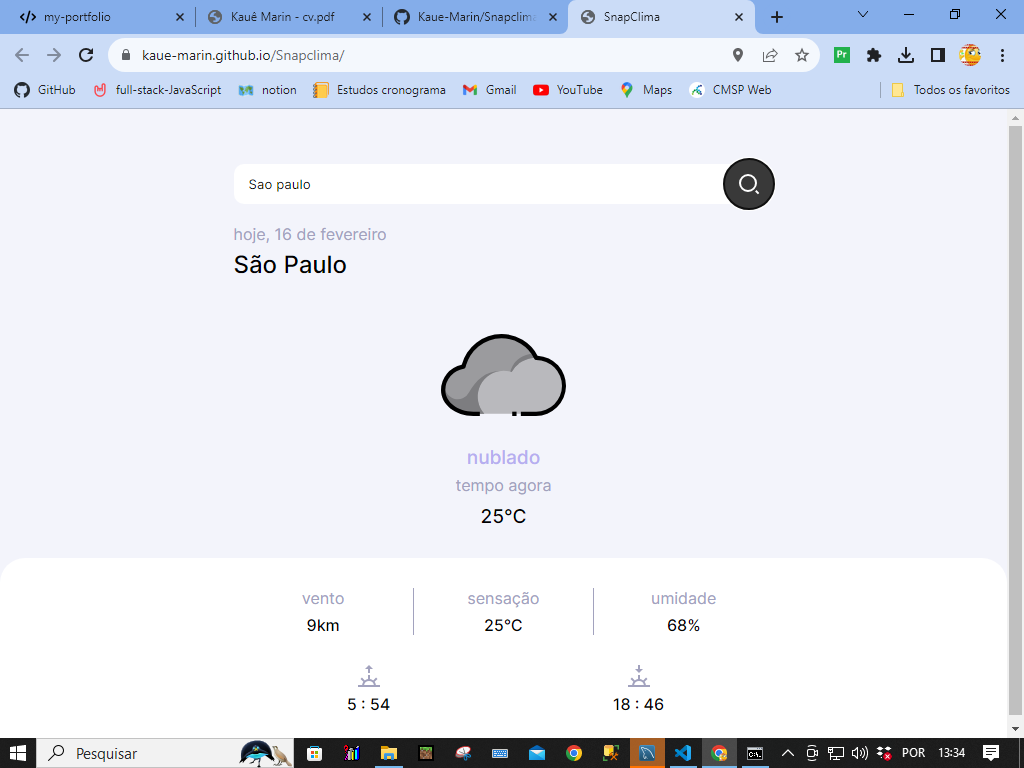 my-portfolio
Kauê Marin - cv.pdf
Kaue-Marin/Snapclima
SnapClima
kaue-marin.github.io/Snapclima/
Pr
GitHub
full-stack-JavaScript
notion
Estudos cronograma
Gmail
YouTube
Maps
CMSP Web
Todos os favoritos
Sao paulo
hoje, 16 de fevereiro
São Paulo
nublado
tempo agora
25°C
vento
9km
sensação
25°C
umidade
68%
5 : 54
18 : 46
Pesquisar
POR
13:34